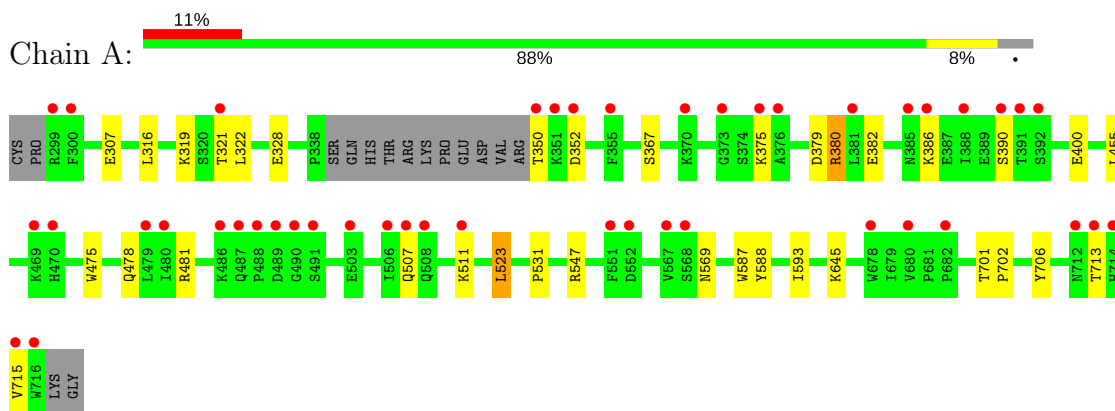 11%
Chain A:
88% 8% •
CYS PRO R299 F300 E307 L316 K319 S320 T321 L322 E328 P338 SER GLN HIS THR ARG LYS PRO GLU ASP VAL ARG T350 K351 D352 F355 S367 K370 G373 S374 K375 A376 D379 R380 L381 E382 N385 K386 E387 I388 E389 S390 T391 S392 E400 L455
K469 H470 W475 Q478 L479 I480 R481 K486 Q487 P488 D489 G490 S491 E503 I506 Q507 Q508 K511 L523 P531 R547 F551 D552 V567 S568 N569 W587 Y588 I593 K645 W678 I679 V680 P681 P682 T701 P702 Y706 N712 T713 H714
V715 W716 LYS GLY